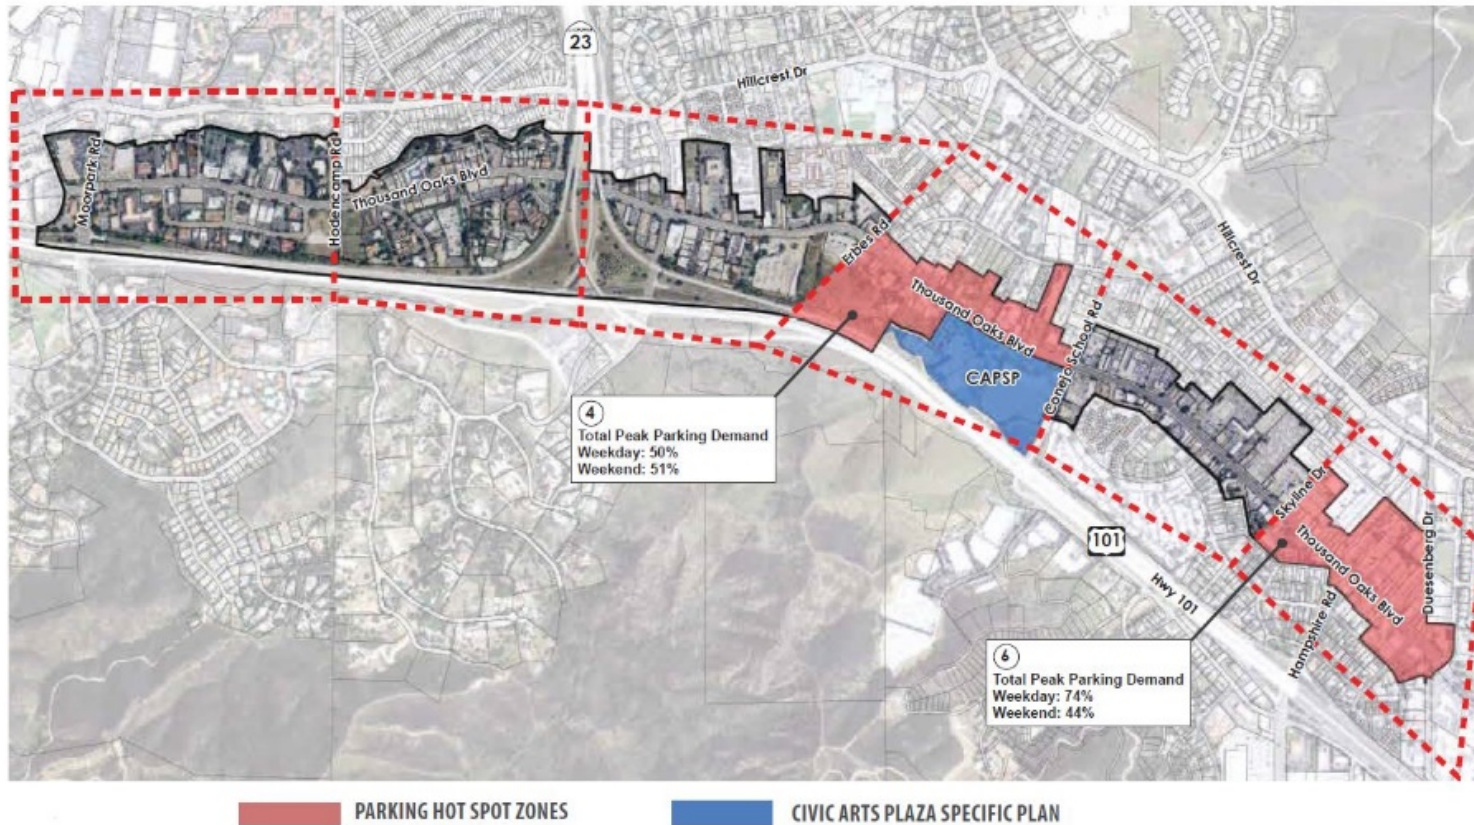 23
Hillcrest Dr
Moorpark Rd
Hodencamp Rd
Thousand Oaks Blvd
Erbes Rd
Hillcrest Dr
Thousand Oaks Blvd
Conejo School Rd
CAPSP
4
Total Peak Parking Demand
Weekday: 50%
Weekend: 51%
Skyline Dr
101
Thousand Oaks Blvd
Duesenberg Dr
Hwy 101
Hampshire Rd
6
Total Peak Parking Demand
Weekday: 74%
Weekend: 44%
PARKING HOT SPOT ZONES
CIVIC ARTS PLAZA SPECIFIC PLAN